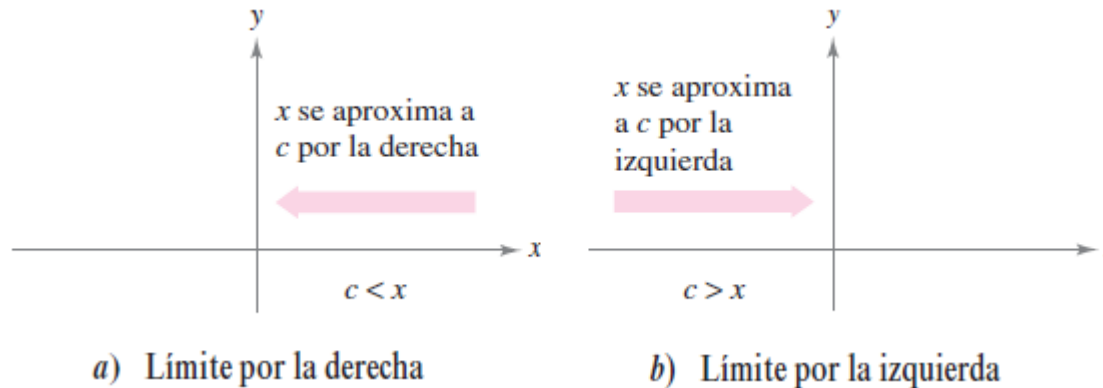 y
x se aproxima a
c por la derecha
x
c < x
a) Límite por la derecha
y
x se aproxima
a c por la
izquierda
c > x
b) Límite por la izquierda